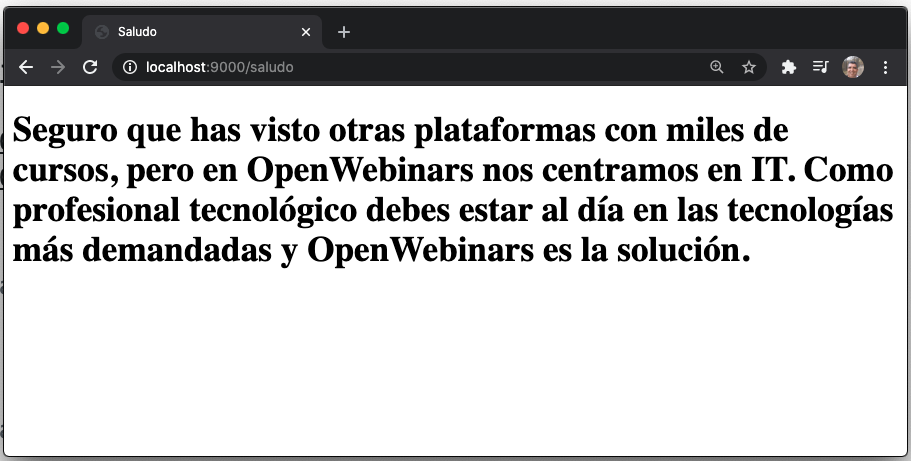 Saludo
localhost:9000/saludo
Seguro que has visto otras plataformas con miles de
cursos, pero en OpenWebinars nos centramos en IT. Como
profesional tecnológico debes estar al día en las tecnologías
más demandadas y OpenWebinars es la solución.